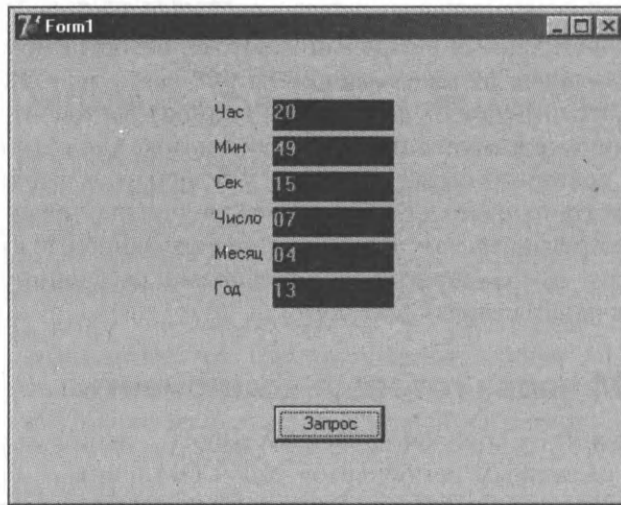 Form1
Час 20
Мин 49
Сек 15
Число 07
Месяц 04
Год 13
Запрос